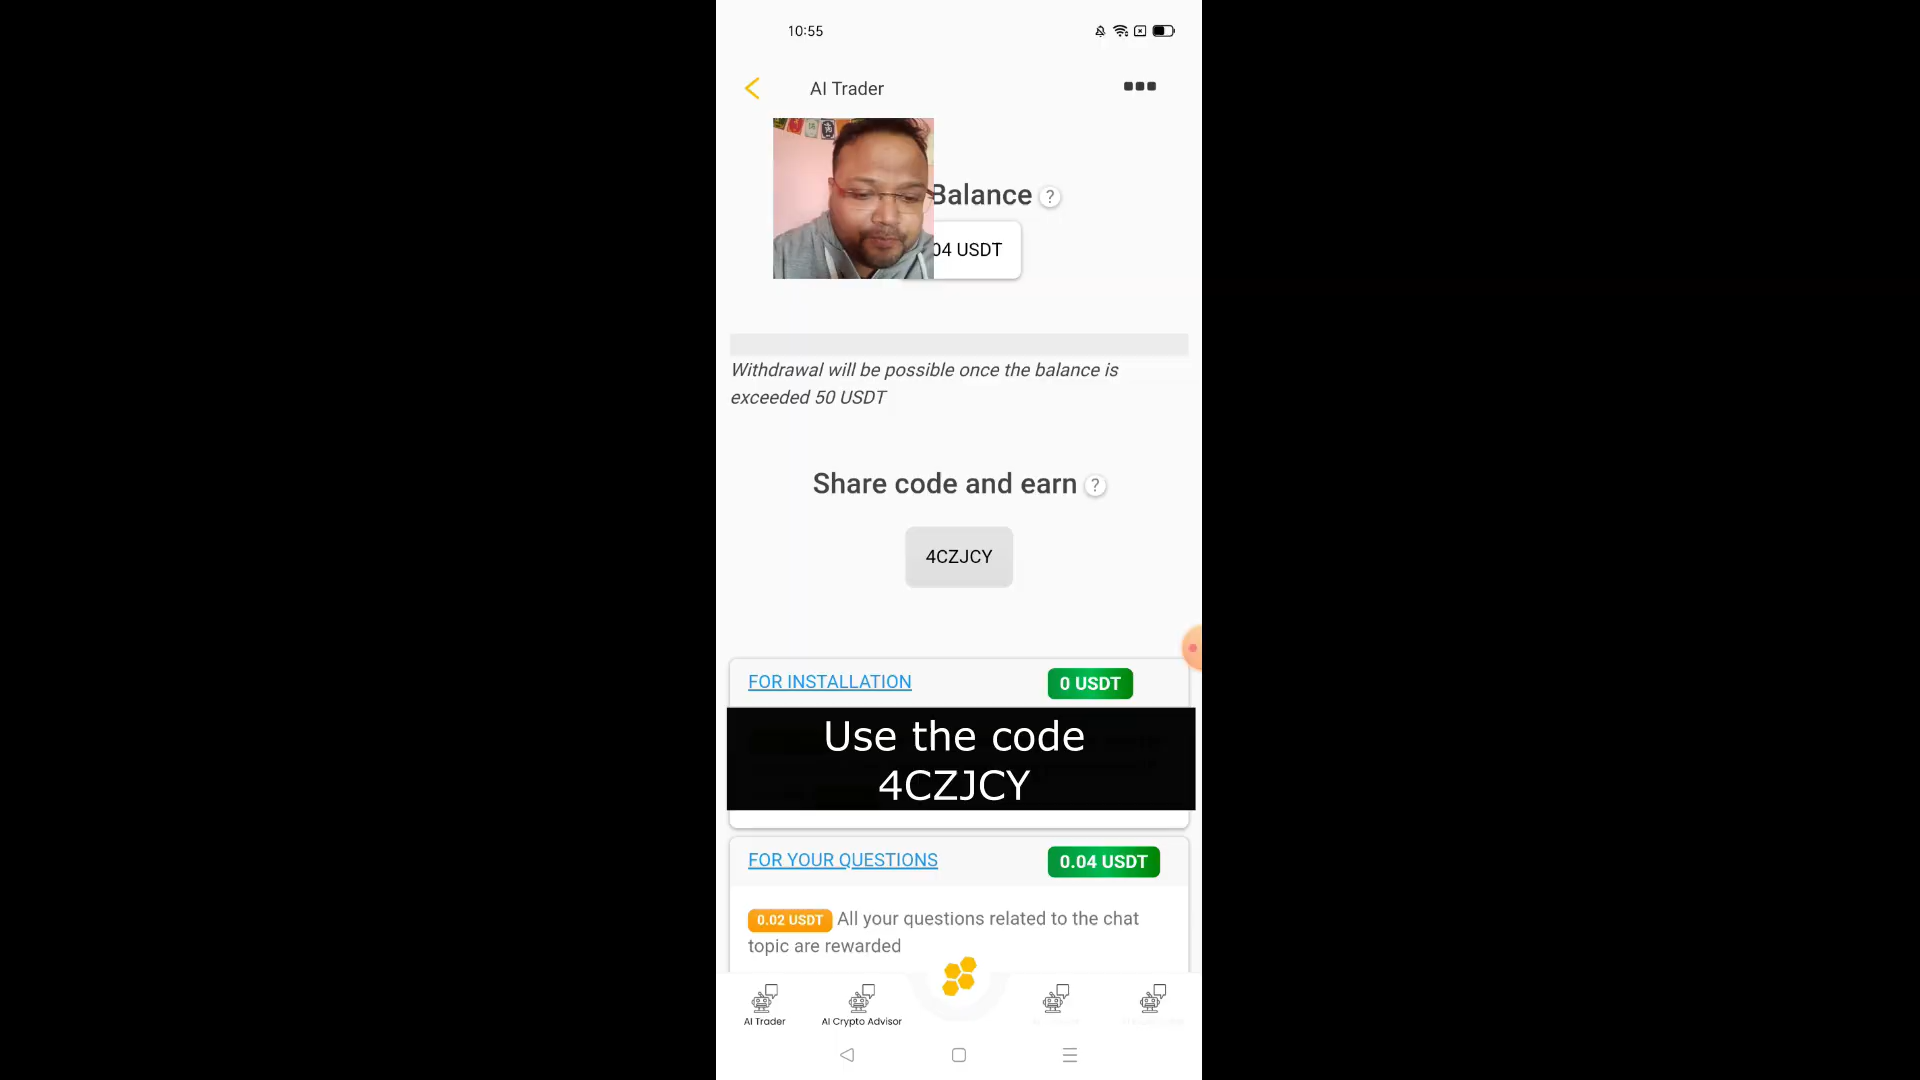 10:55
AI Trader
Balance ?
04 USDT
Withdrawal will be possible once the balance is
exceeded 50 USDT
Share code and earn ?
4CZJCY
FOR INSTALLATION 0 USDT
Use the code
4CZJCY
FOR YOUR QUESTIONS 0.04 USDT
0.02 USDT All your questions related to the chat
topic are rewarded
AI Trader AI Crypto Advisor